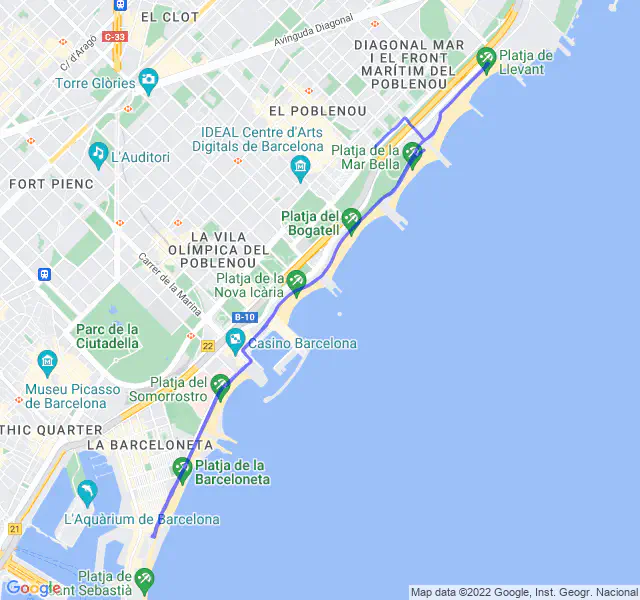 EL CLOT
C-33
C/ d'Aragó
Avinguda Diagonal
DIAGONAL MAR
I EL FRONT
MARÍTIM DEL
POBLENOU
Platja de
Llevant
Torre Glòries
EL POBLENOU
IDEAL Centre d'Arts
Digitals de Barcelona
L'Auditori
Platja de la
Mar Bella
FORT PIENC
Platja del
Bogatell
LA VILA
OLÍMPICA DEL
POBLENOU
Carrer de la Marina
Platja de la
Nova Icària
B-10
Parc de la
Ciutadella
22
Casino Barcelona
Museu Picasso
de Barcelona
Platja del
Somorrostro
THIC QUARTER
LA BARCELONETA
Platja de la
Barceloneta
L'Aquàrium de Barcelona
21
Platja de
ant Sebastià
Google
Map data ©2022 Google, Inst. Geogr. Nacional